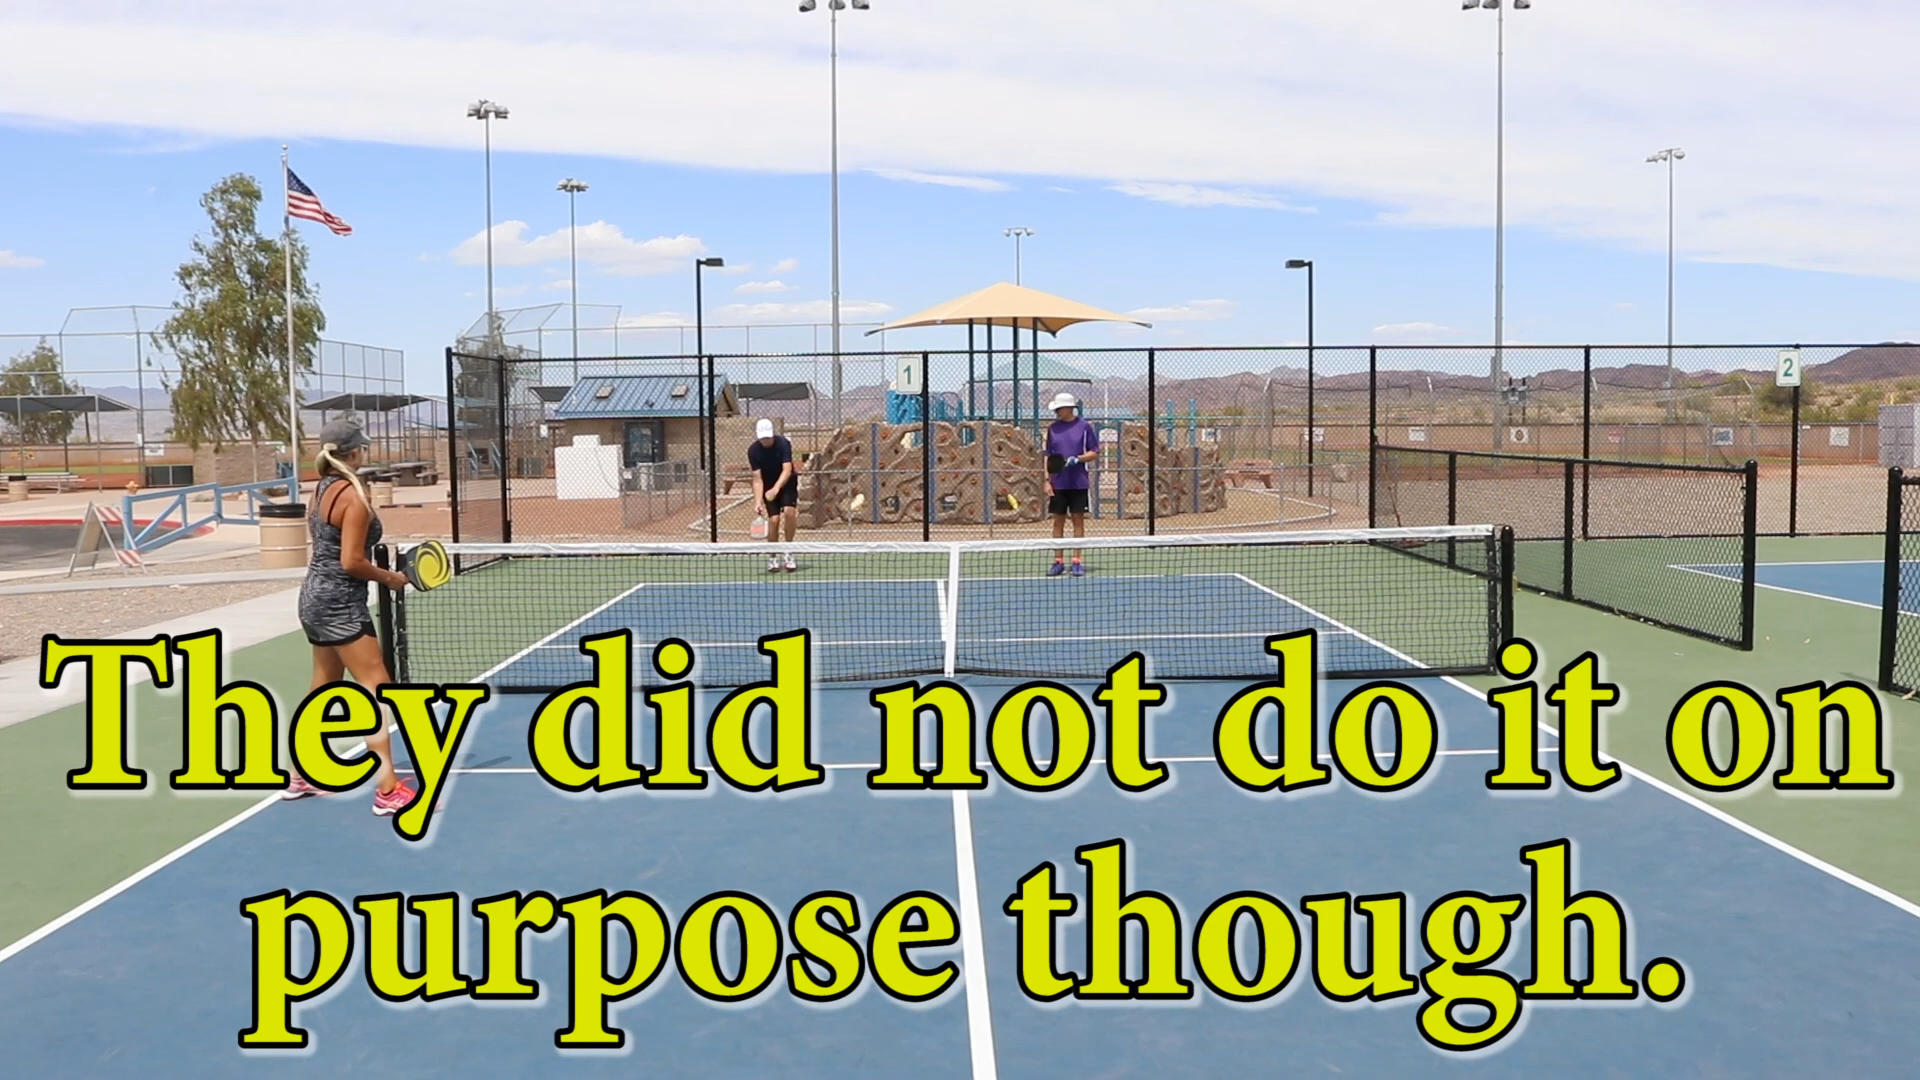 1
2
They did not do it on
purpose though.